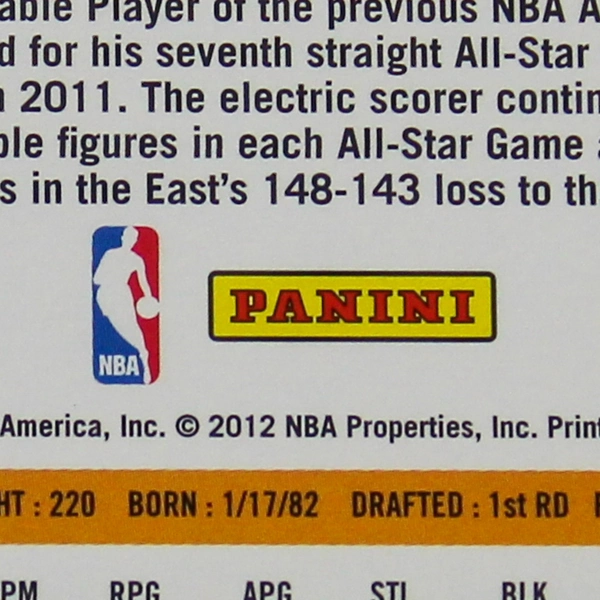 able Player of the previous NBA A
d for his seventh straight All-Star
n 2011. The electric scorer contin
ble figures in each All-Star Game a
s in the East's 148-143 loss to th
NBA
PANINI
America, Inc. © 2012 NBA Properties, Inc. Print
HT : 220 BORN : 1/17/82 DRAFTED : 1st RD
PM RPG APG STL BLK